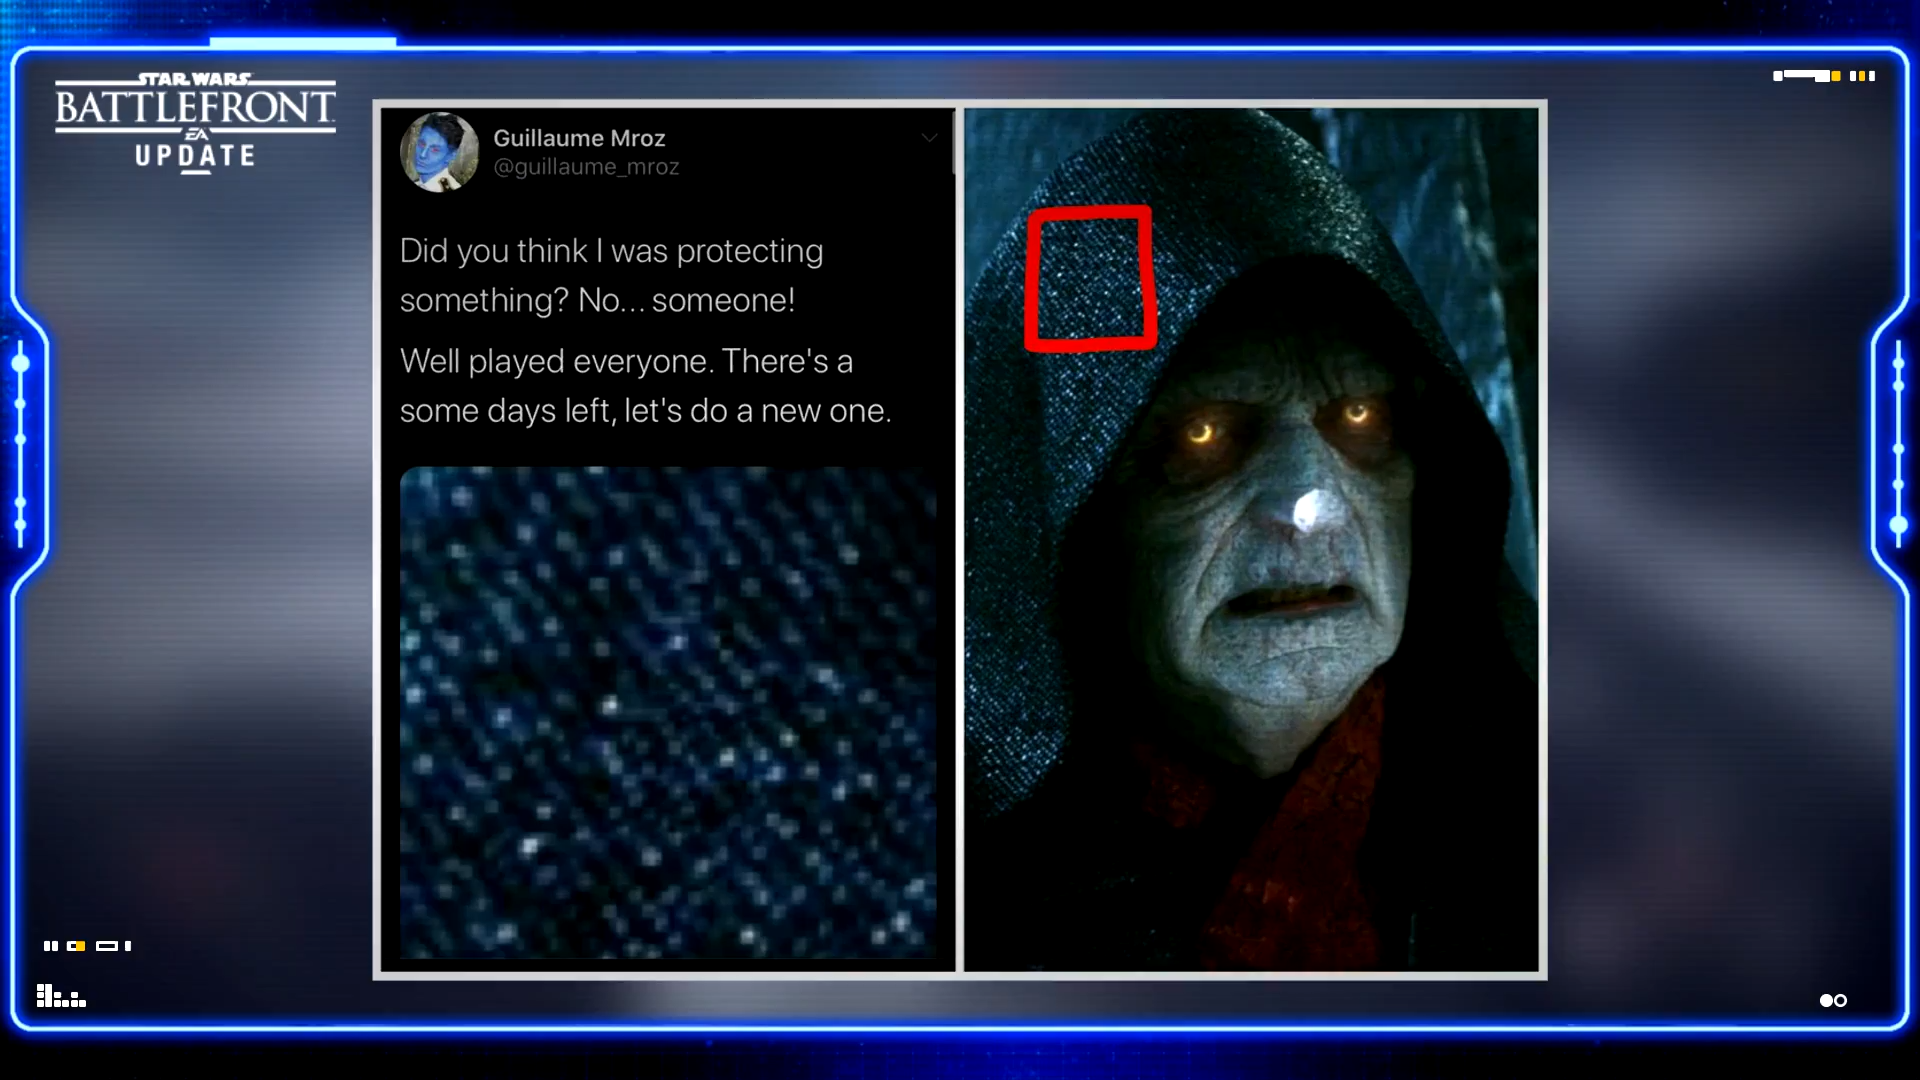 STAR WARS
BATTLEFRONT
EA
UPDATE
Guillaume Mroz
@guillaume_mroz
Did you think I was protecting
something? No... someone!
Well played everyone. There's a
some days left, let's do a new one.